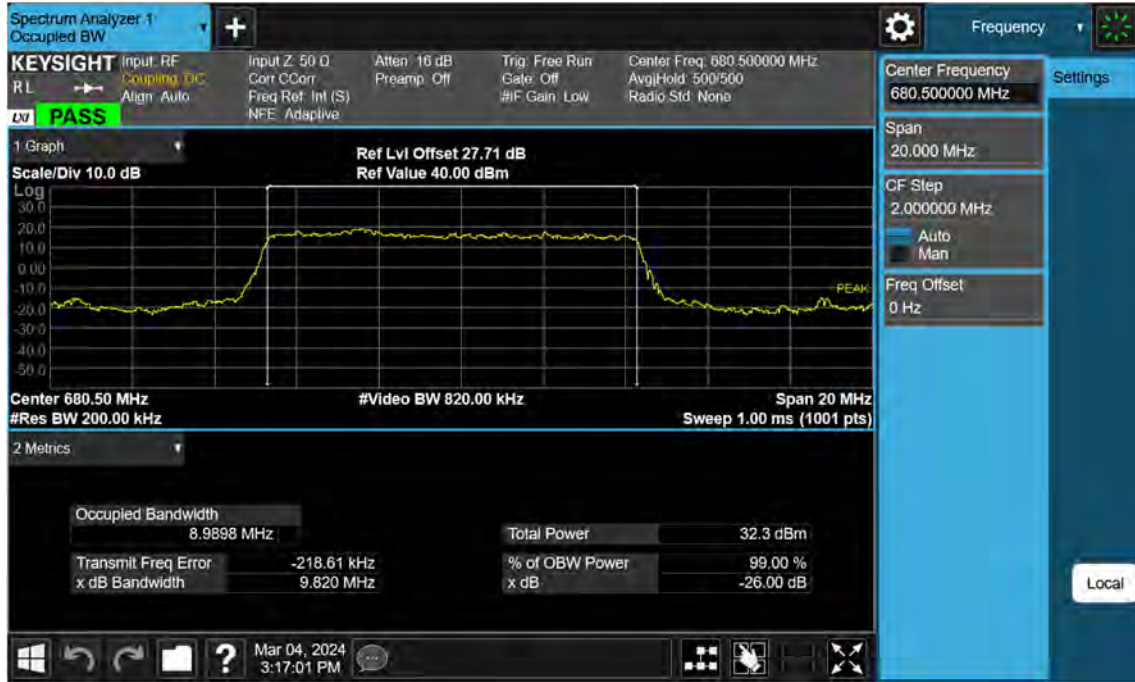 Spectrum Analyzer 1
Occupied BW
Frequency
KEYSIGHT
RL
LXI
PASS
Input: RF
Coupling: DC
Align: Auto
Input Z: 50 Ω
Corr CCorr
Freq Ref: Int (S)
NFE: Adaptive
Atten: 16 dB
Preamp: Off
Trig: Free Run
Gate: Off
#IF Gain: Low
Center Freq: 680.500000 MHz
Avg|Hold: 500/500
Radio Std: None
Center Frequency
680.500000 MHz
Settings
Span
20.000 MHz
CF Step
2.000000 MHz
Auto
Man
Freq Offset
0 Hz
Local
1 Graph
Scale/Div 10.0 dB
Ref Lvl Offset 27.71 dB
Ref Value 40.00 dBm
Log
30.0
20.0
10.0
0.00
-10.0
-20.0
-30.0
-40.0
-50.0
PEAK
Center 680.50 MHz
#Video BW 820.00 kHz
Span 20 MHz
#Res BW 200.00 kHz
Sweep 1.00 ms (1001 pts)
2 Metrics
Occupied Bandwidth
8.9898 MHz
Total Power 32.3 dBm
Transmit Freq Error -218.61 kHz
% of OBW Power 99.00 %
x dB Bandwidth 9.820 MHz
x dB -26.00 dB
?
Mar 04, 2024
3:17:01 PM